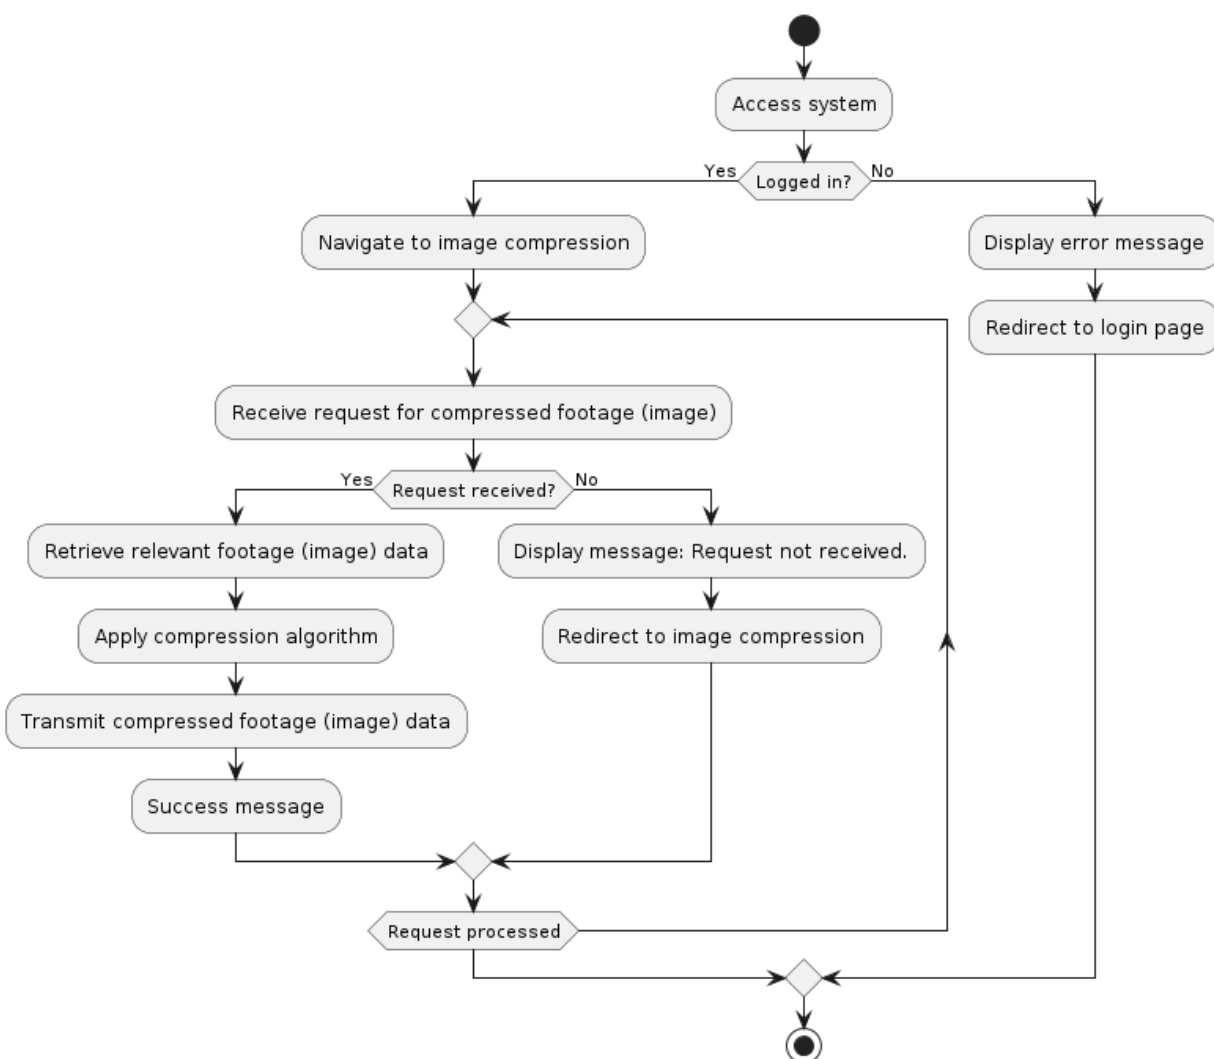 Access system
Yes
Logged in?
No
Navigate to image compression
Display error message
Redirect to login page
Receive request for compressed footage (image)
Yes
Request received?
No
Retrieve relevant footage (image) data
Display message: Request not received.
Apply compression algorithm
Redirect to image compression
Transmit compressed footage (image) data
Success message
Request processed